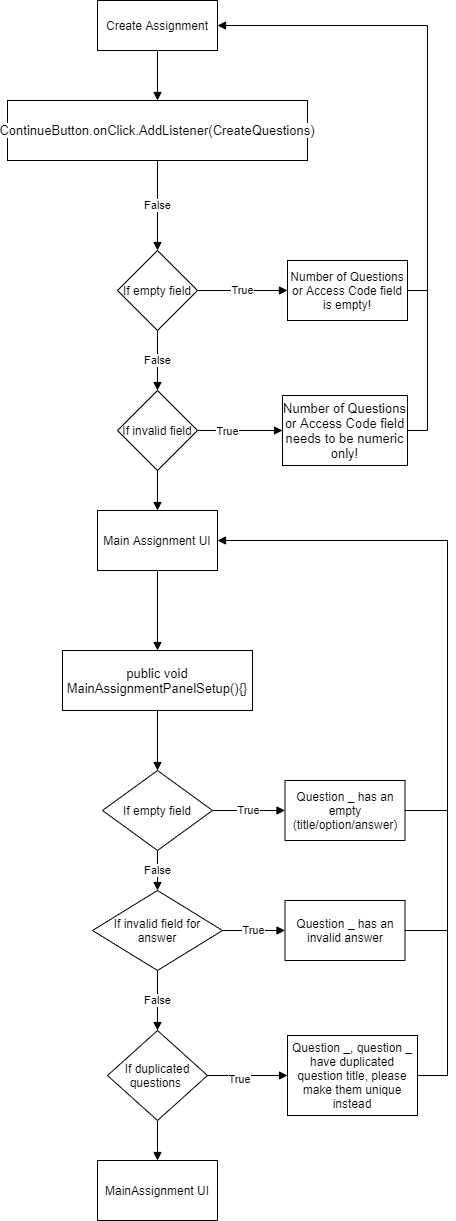 Create Assignment
ContinueButton.onClick.AddListener(CreateQuestions)
False
If empty field
True
Number of Questions
or Access Code field
is empty!
False
If invalid field
True
Number of Questions
or Access Code field
needs to be numeric
only!
Main Assignment UI
public void
MainAssignmentPanelSetup(){}
If empty field
True
Question _ has an
empty
(title/option/answer)
False
If invalid field for
answer
True
Question _ has an
invalid answer
False
If duplicated
questions
True
Question _, question _
have duplicated
question title, please
make them unique
instead
MainAssignment UI